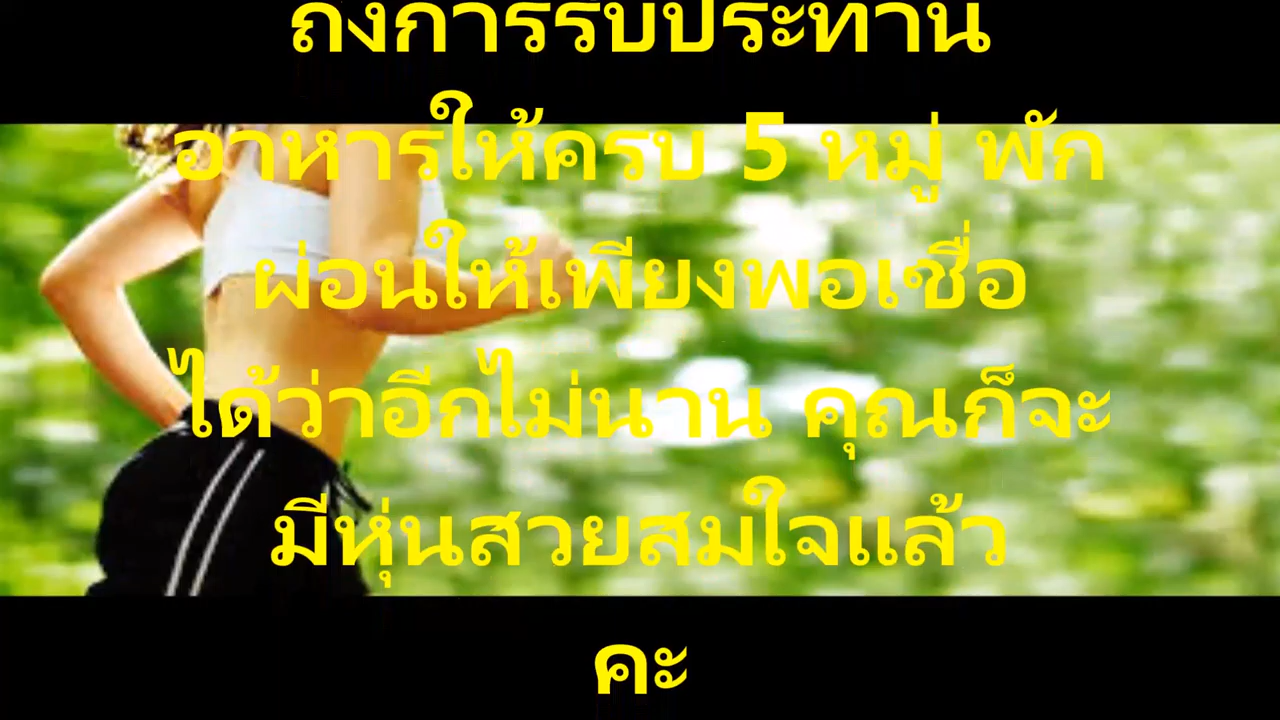 ถึงการรับประทาน
อาหารให้ครบ 5 หมู่ พัก
ผ่อนให้เพียงพอเชื่อ
ได้ว่าอีกไม่นาน คุณก็จะ
มีหุ่นสวยสมใจแล้ว
คะ